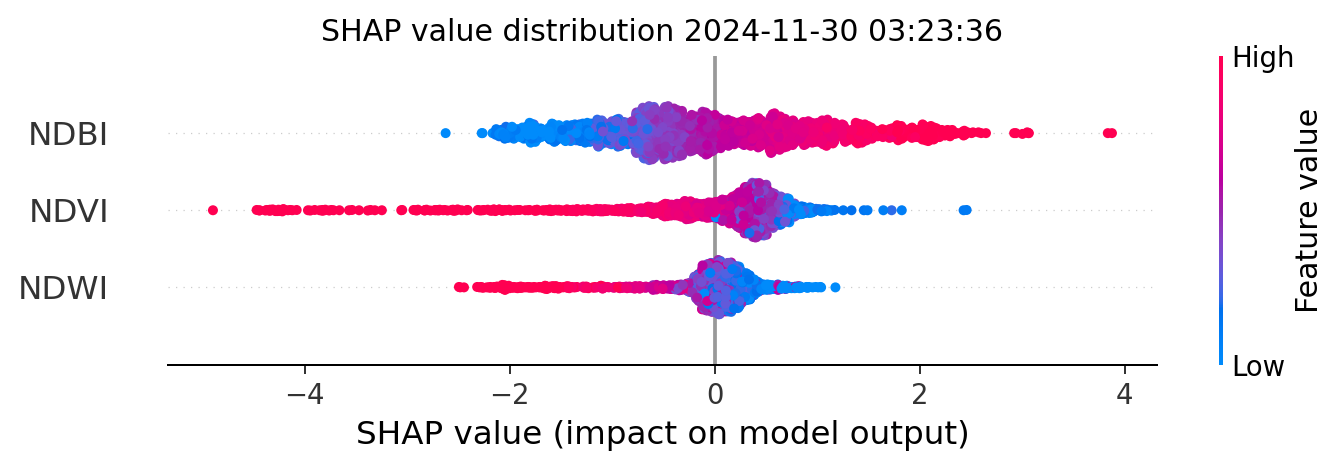 SHAP value distribution 2024-11-30 03:23:36
High
NDBI
NDVI
NDWI
Feature value
Low
−4
−2
0
2
4
SHAP value (impact on model output)